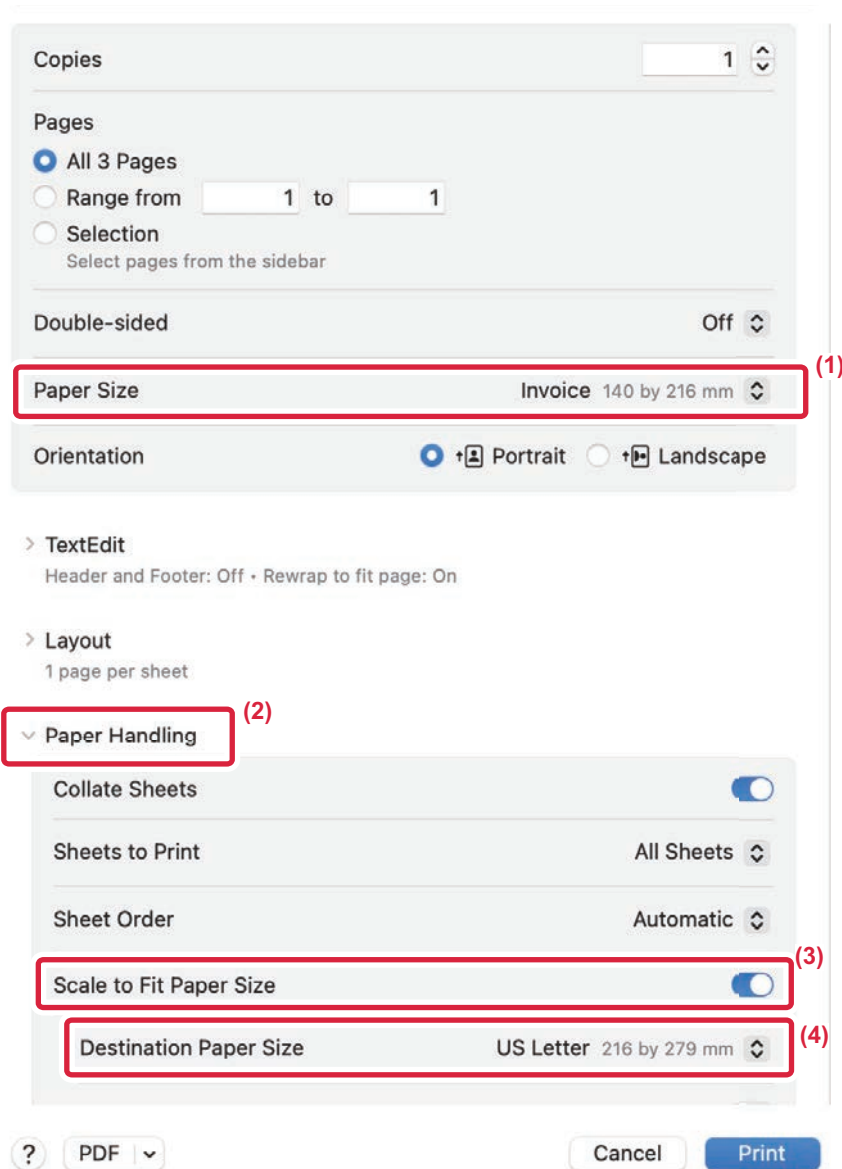 Copies 1
Pages
All 3 Pages
Range from 1 to 1
Selection
Select pages from the sidebar
Double-sided Off
(1)
Paper Size Invoice 140 by 216 mm
Orientation Portrait Landscape
TextEdit
Header and Footer: Off • Rewrap to fit page: On
Layout
1 page per sheet
(2)
Paper Handling
Collate Sheets
Sheets to Print All Sheets
Sheet Order Automatic
(3)
Scale to Fit Paper Size
(4)
Destination Paper Size US Letter 216 by 279 mm
? PDF Cancel Print